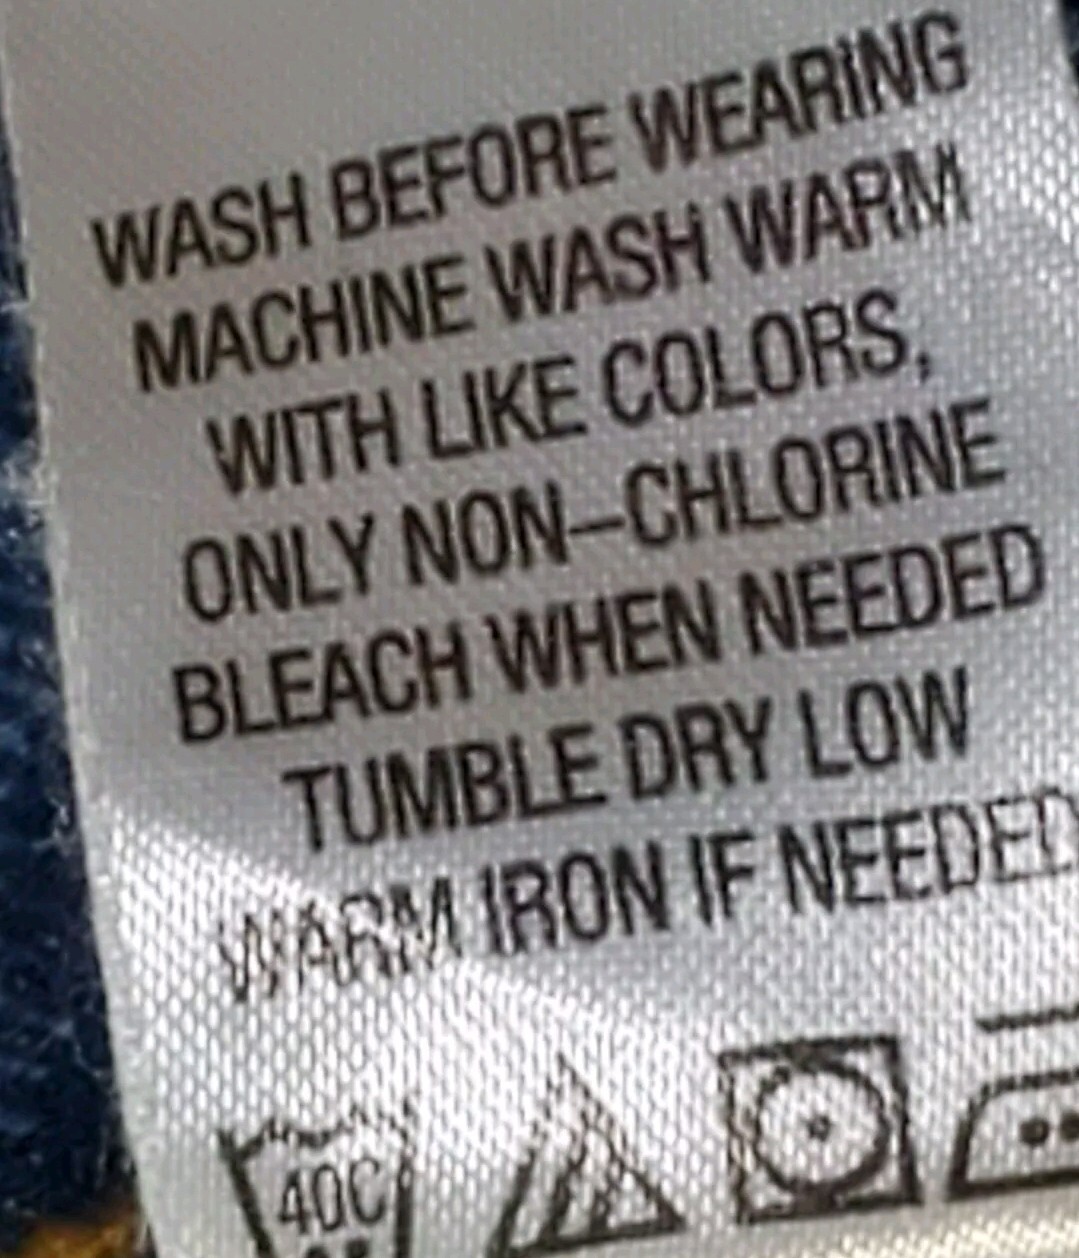 WASH BEFORE WEARING
MACHINE WASH WARM
WITH LIKE COLORS,
ONLY NON-CHLORINE
BLEACH WHEN NEEDED
TUMBLE DRY LOW
WARM IRON IF NEEDED
40C